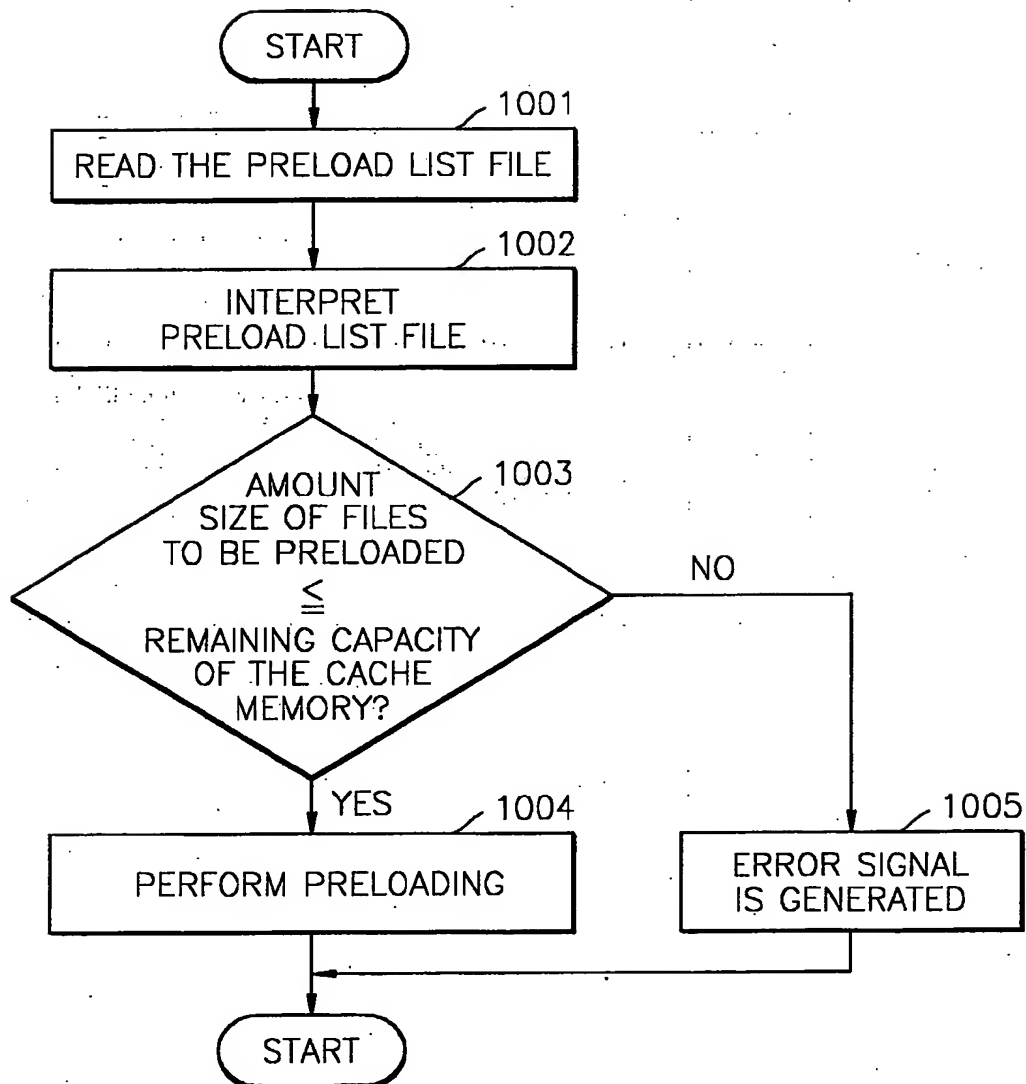 START
1001
READ THE PRELOAD LIST FILE
1002
INTERPRET
PRELOAD LIST FILE
1003
AMOUNT
SIZE OF FILES
TO BE PRELOADED
≦
REMAINING CAPACITY
OF THE CACHE
MEMORY?
NO
YES
1004
PERFORM PRELOADING
1005
ERROR SIGNAL
IS GENERATED
START